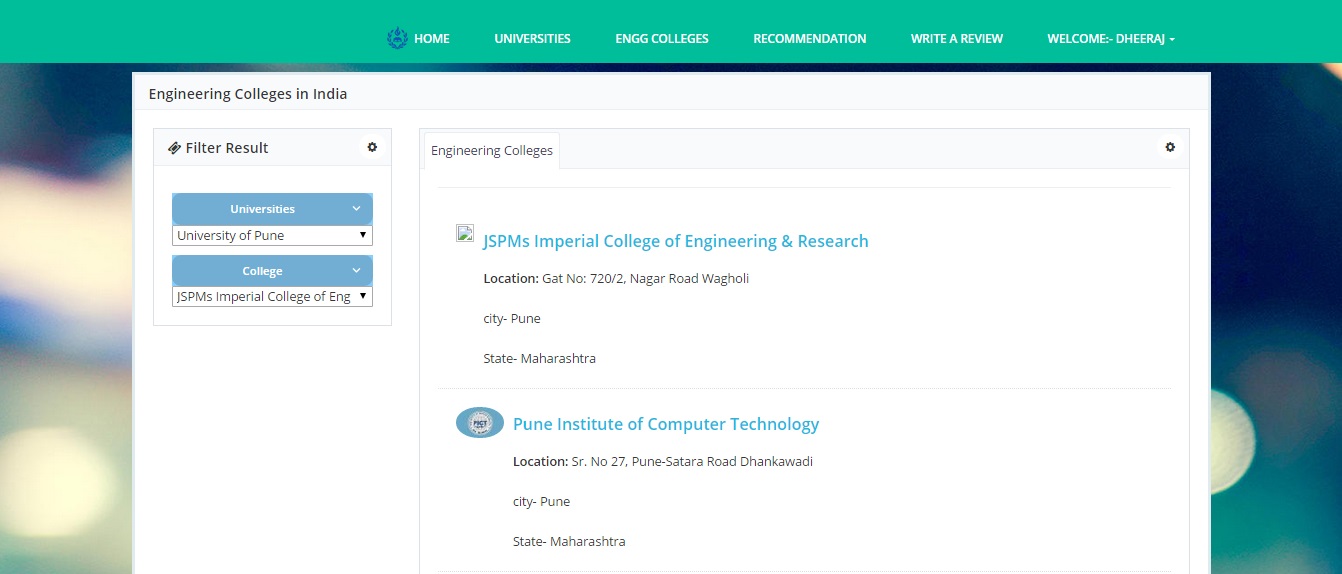 HOME UNIVERSITIES ENGG COLLEGES RECOMMENDATION WRITE A REVIEW WELCOME:- DHEERAJ
Engineering Colleges in India
Filter Result
Universities
University of Pune
College
JSPMs Imperial College of Eng
Engineering Colleges
JSPMs Imperial College of Engineering & Research
Location: Gat No: 720/2, Nagar Road Wagholi
city- Pune
State- Maharashtra
PICT
Pune Institute of Computer Technology
Location: Sr. No 27, Pune-Satara Road Dhankawadi
city- Pune
State- Maharashtra